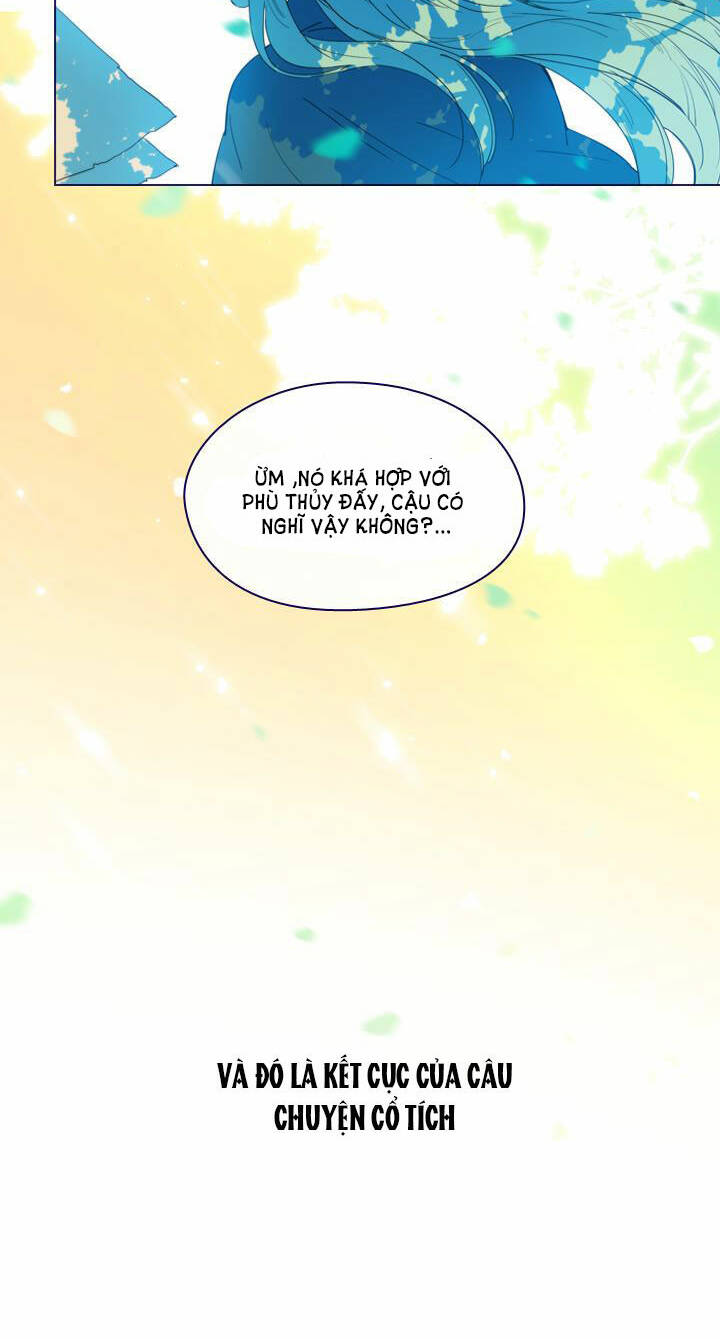 ỪM ,NÓ KHÁ HỢP VỚI
PHÙ THỦY ĐẤY, CẬU CÓ
NGHĨ VẬY KHÔNG?...
VÀ ĐÓ LÀ KẾT CỤC CỦA CÂU
CHUYỆN CỔ TÍCH